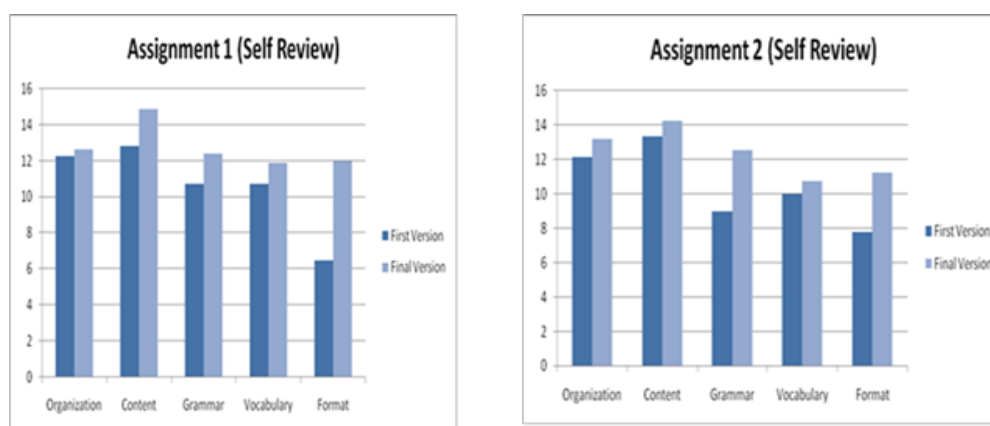 Assignment 1 (Self Review)
16
14
12
10
8
6
4
2
0
Organization Content Grammar Vocabulary Format
First Version
Final Version
Assignment 2 (Self Review)
16
14
12
10
8
6
4
2
0
Organization Content Grammar Vocabulary Format
First Version
Final Version